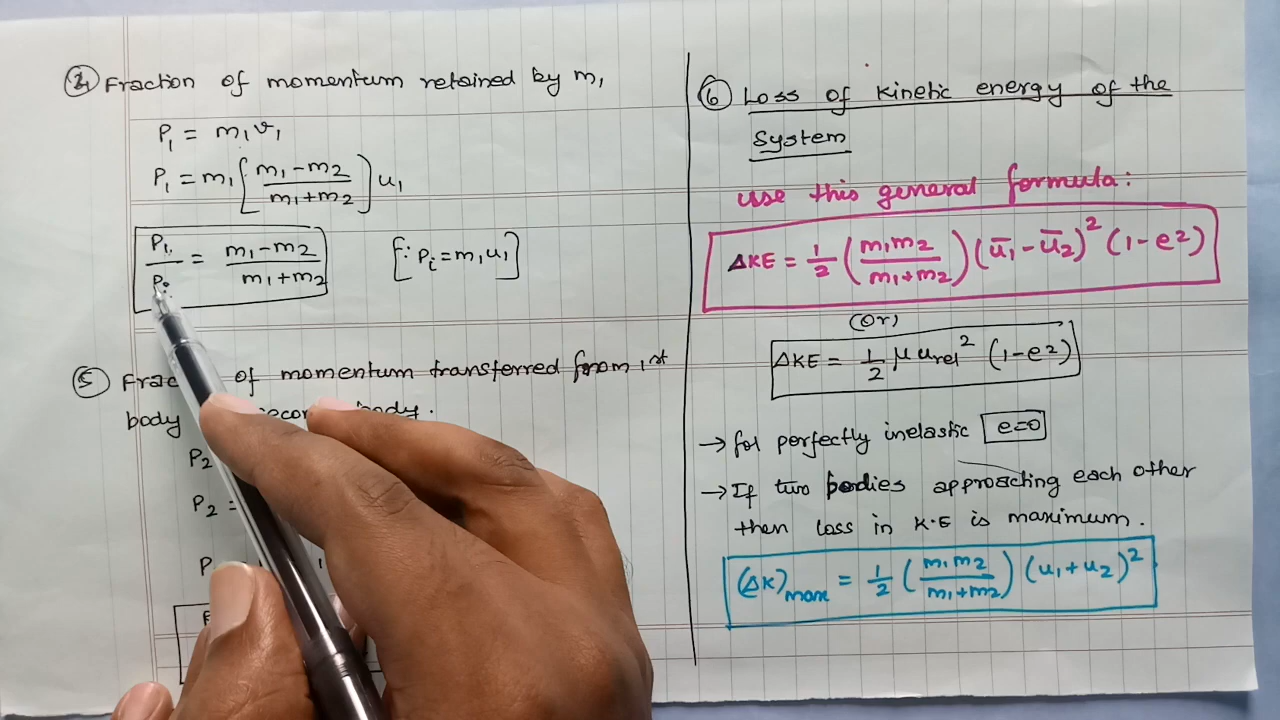 ④ Fraction of momentum retained by m₁
P₁ = m₁v₁
P₁ = m₁ [ (m₁ - m₂) / (m₁ + m₂) ] u₁
P₁ / Pᵢ = (m₁ - m₂) / (m₁ + m₂) [∵ Pᵢ = m₁u₁]
⑤ of momentum transferred from 1st
body body.
P₂
P₂ =
P
⑥ Loss of kinetic energy of the
System
use this general formula:
ΔKE = 1/2 (m₁m₂ / (m₁+m₂)) (ū₁ - ū₂)² (1 - e²)
(or)
ΔKE = 1/2 μ u rel² (1 - e²)
→ for perfectly inelastic e=0
→ If two bodies approaching each other
then loss in K.E is maximum.
(ΔK)max = 1/2 (m₁m₂ / (m₁+m₂)) (u₁ + u₂)²